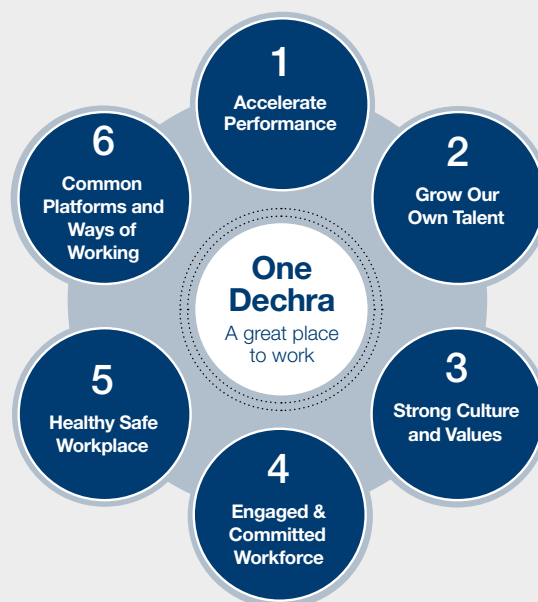 1
Accelerate
Performance
2
Grow Our
Own Talent
3
Strong Culture
and Values
4
Engaged &
Committed
Workforce
5
Healthy Safe
Workplace
6
Common
Platforms and
Ways of
Working
One
Dechra
A great place
to work